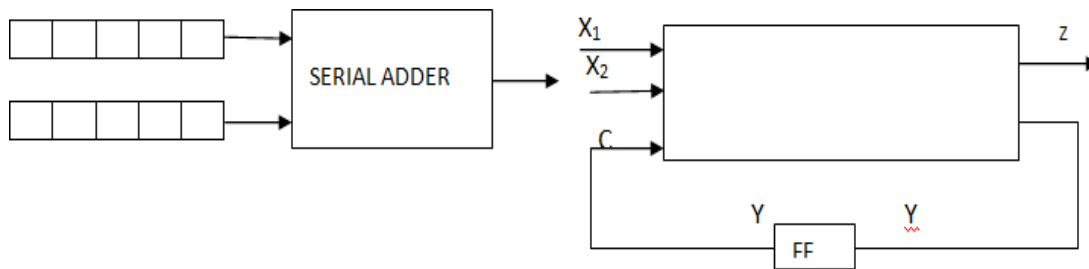 SERIAL ADDER
X₁
X₂
C
z
Y
FF
Y